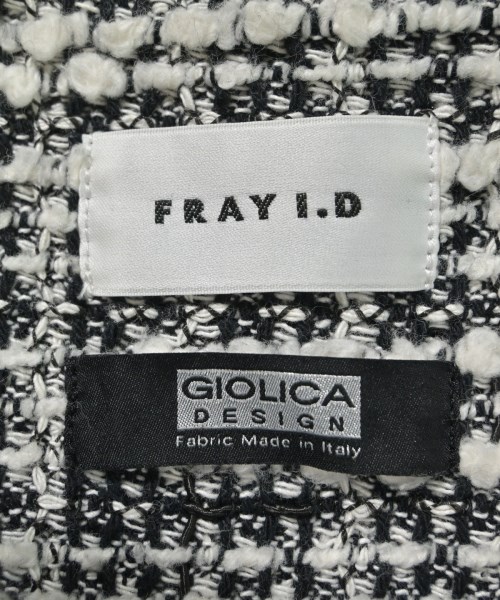 FRAY I.D
GIOLICA
DESIGN
Fabric Made in Italy